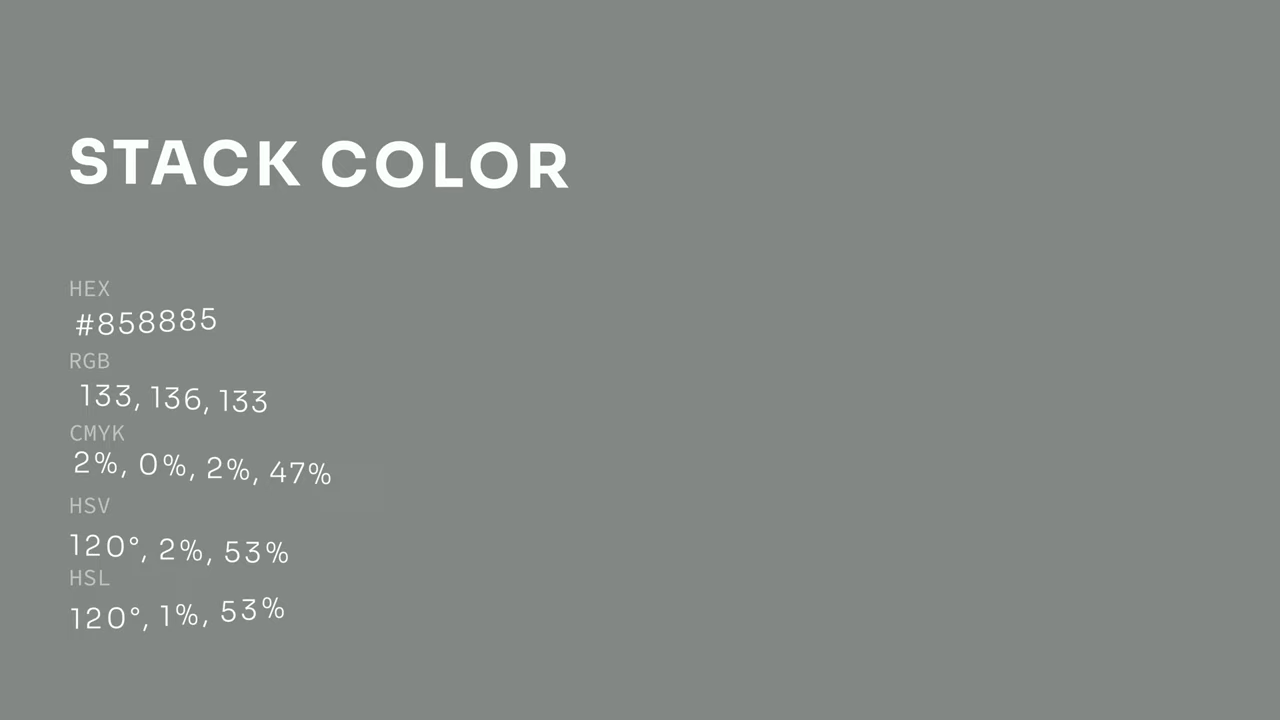 STACK COLOR
HEX
#858885
RGB
133, 136, 133
CMYK
2%, 0%, 2%, 47%
HSV
120°, 2%, 53%
HSL
120°, 1%, 53%